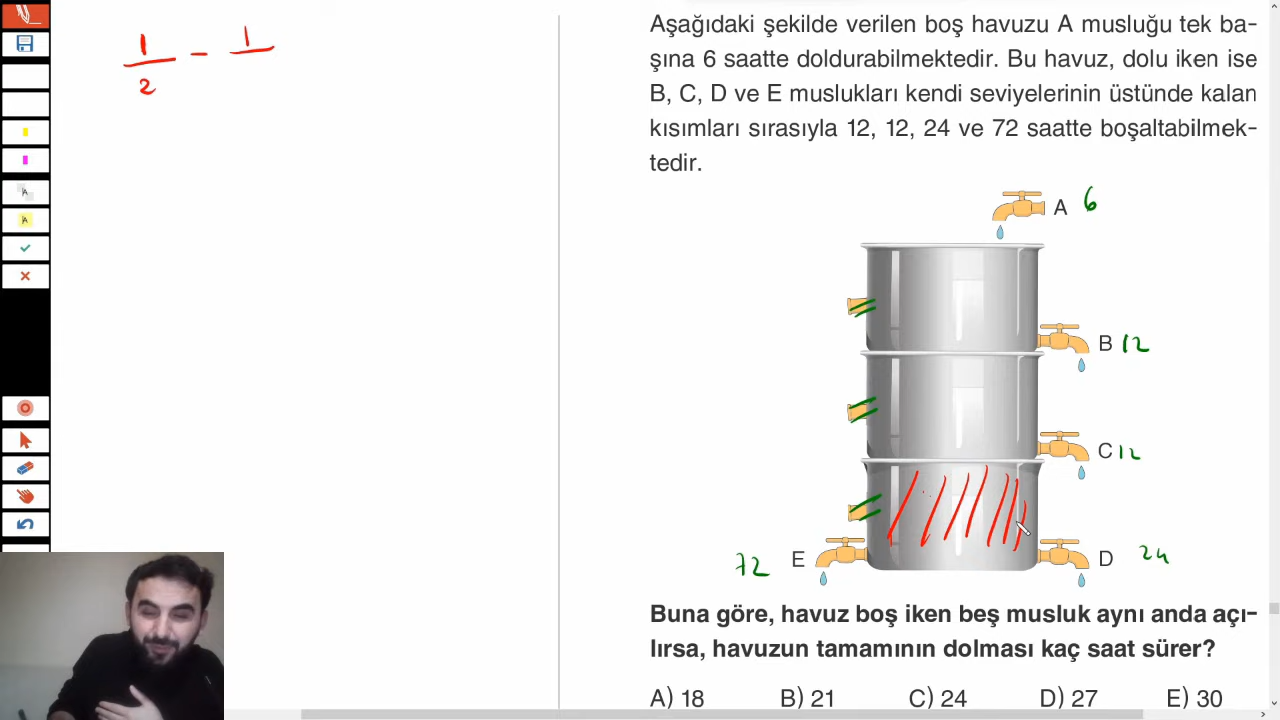 1 — 1
2
Aşağıdaki şekilde verilen boş havuzu A musluğu tek ba-
şına 6 saatte doldurabilmektedir. Bu havuz, dolu iken ise
B, C, D ve E muslukları kendi seviyelerinin üstünde kalan
kısımları sırasıyla 12, 12, 24 ve 72 saatte boşaltabilmek-
tedir.
A 6
B 12
C 12
72 E D 24
Buna göre, havuz boş iken beş musluk aynı anda açı-
lırsa, havuzun tamamının dolması kaç saat sürer?
A) 18 B) 21 C) 24 D) 27 E) 30